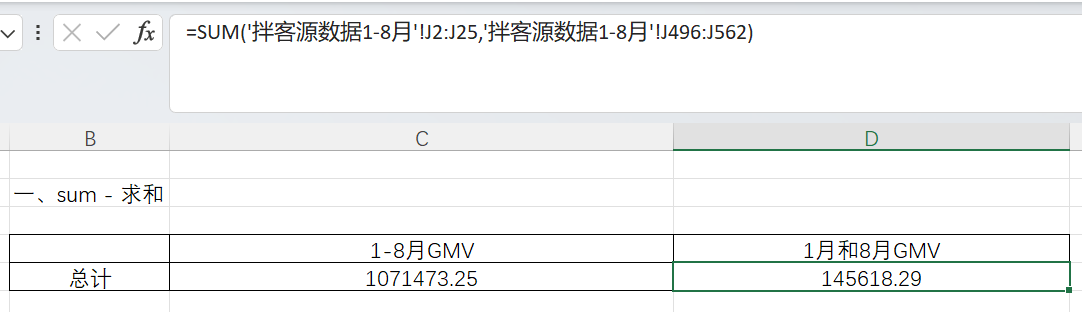 fx =SUM('拌客源数据1-8月'!J2:J25,'拌客源数据1-8月'!J496:J562)
B C D
一、sum - 求和
1-8月GMV 1月和8月GMV
总计 1071473.25 145618.29